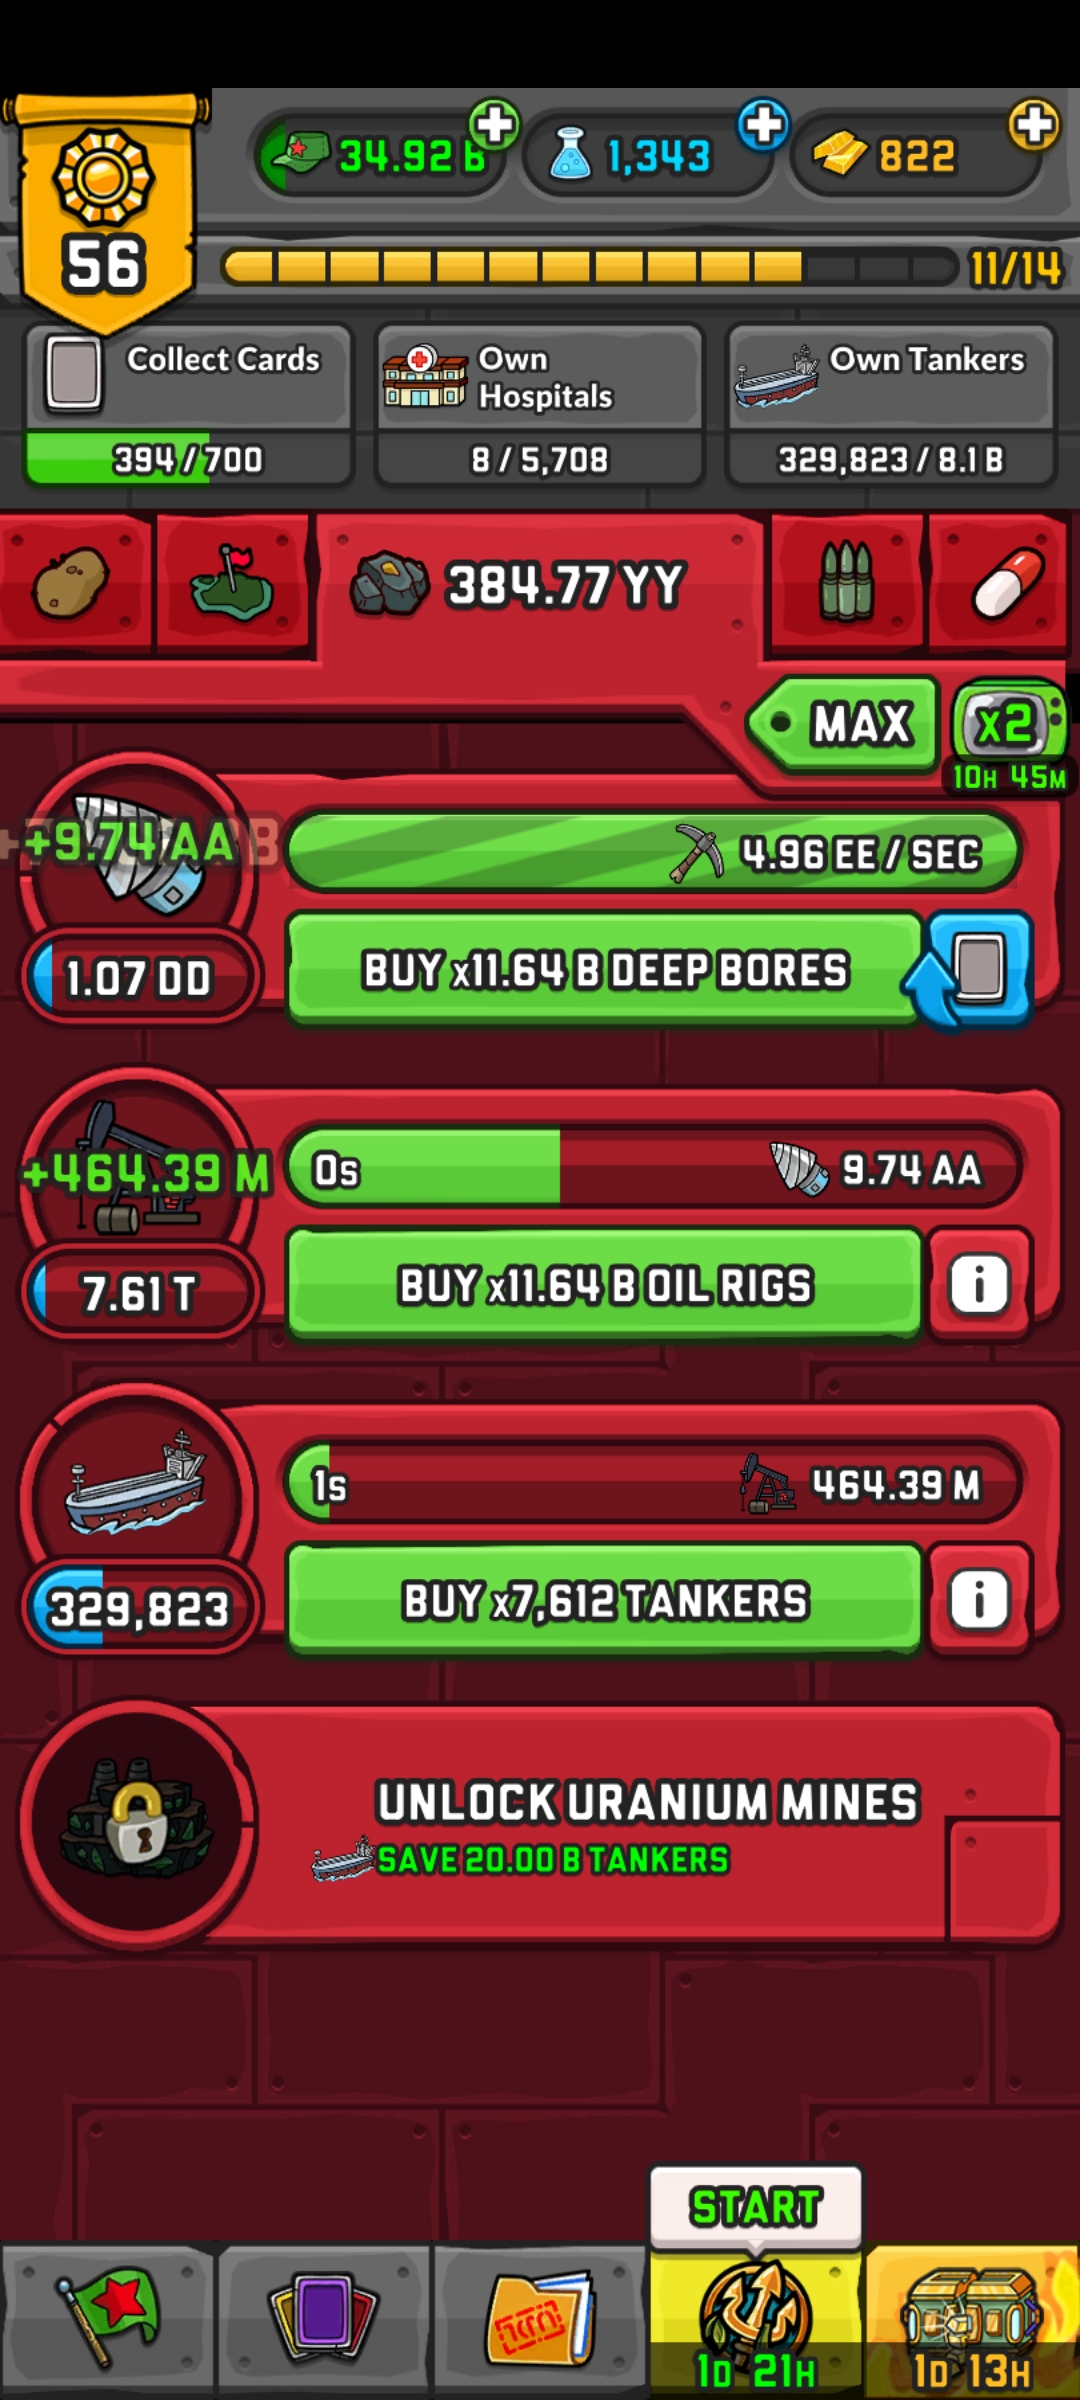 34.92 B
1,343
822
56
11/14
Collect Cards
394/700
Own
Hospitals
8/5,708
Own Tankers
329,823/8.1 B
384.77 YY
MAX
x2
10H 45M
+9.74 AA
4.96 EE/SEC
1.07 DD
BUY x11.64 B DEEP BORES
+464.39 M
0s
9.74 AA
7.61 T
BUY x11.64 B OIL RIGS
i
1s
464.39 M
329,823
BUY x7,612 TANKERS
i
UNLOCK URANIUM MINES
SAVE 20.00 B TANKERS
START
1D 21H
1D 13H